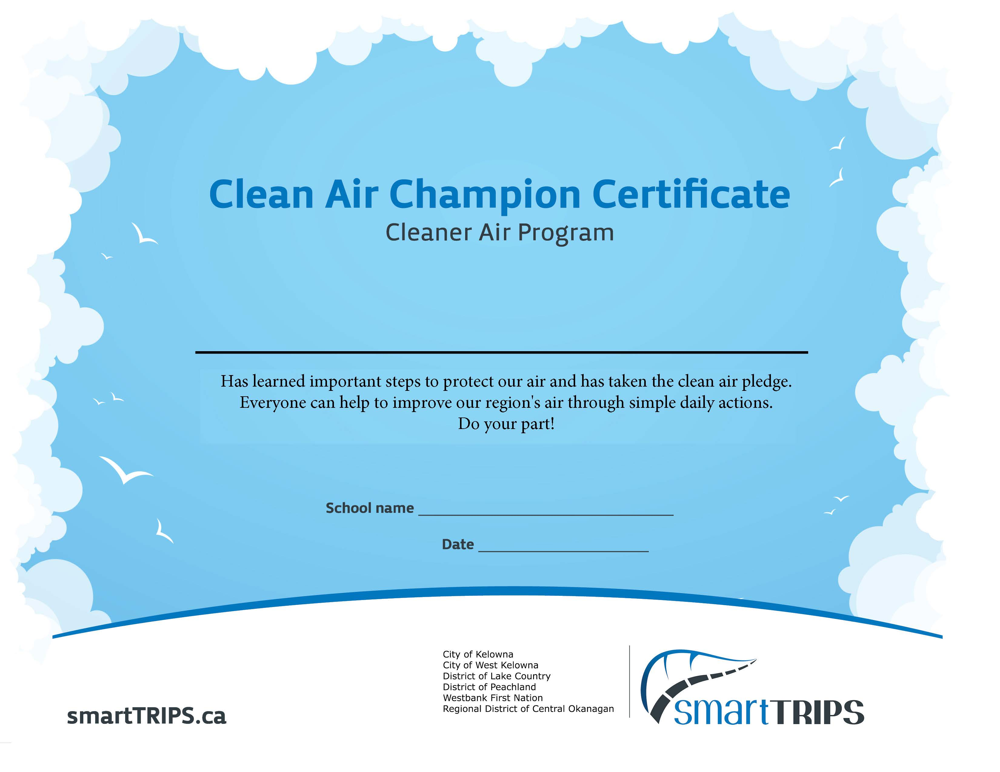 Clean Air Champion Certificate
Cleaner Air Program
Has learned important steps to protect our air and has taken the clean air pledge.
Everyone can help to improve our region's air through simple daily actions.
Do your part!
School name
Date
City of Kelowna
City of West Kelowna
District of Lake Country
District of Peachland
Westbank First Nation
Regional District of Central Okanagan
smartTRIPS.ca
smartTRIPS